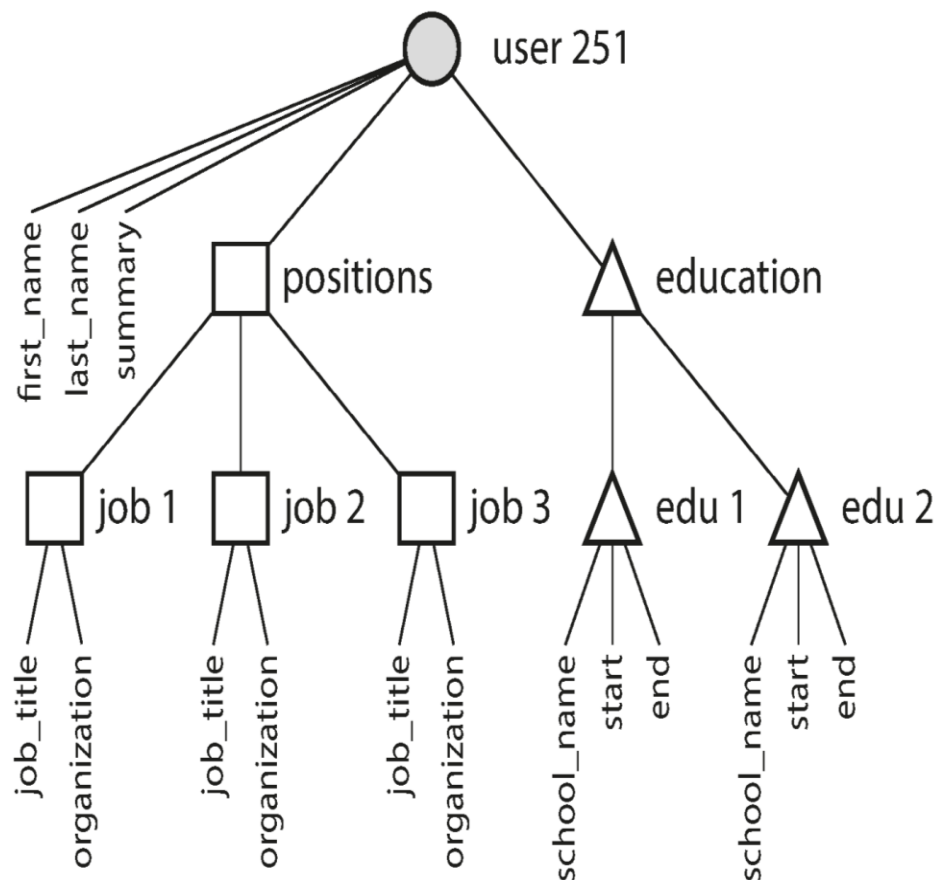 user 251
first_name
last_name
summary
positions
education
job 1
job 2
job 3
edu 1
edu 2
job_title
organization
job_title
organization
job_title
organization
school_name
start
end
school_name
start
end